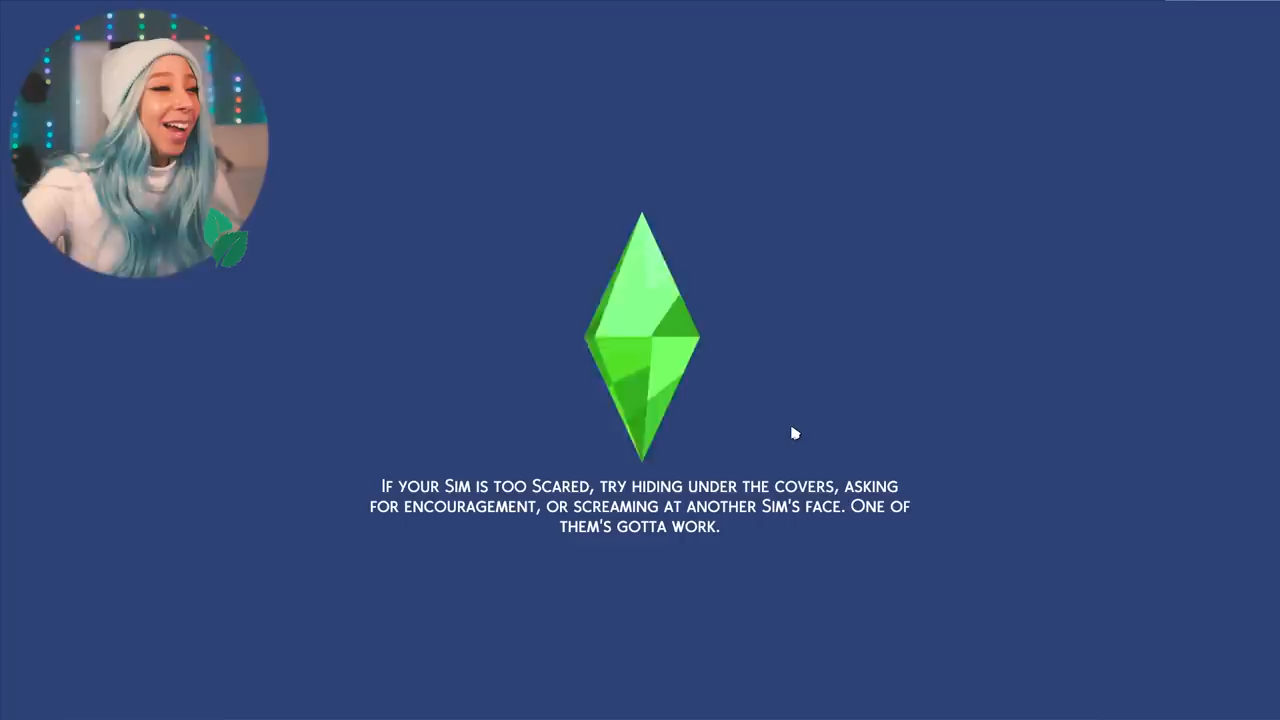 If your Sim is too Scared, try hiding under the covers, asking
for encouragement, or screaming at another Sim's face. One of
them's gotta work.